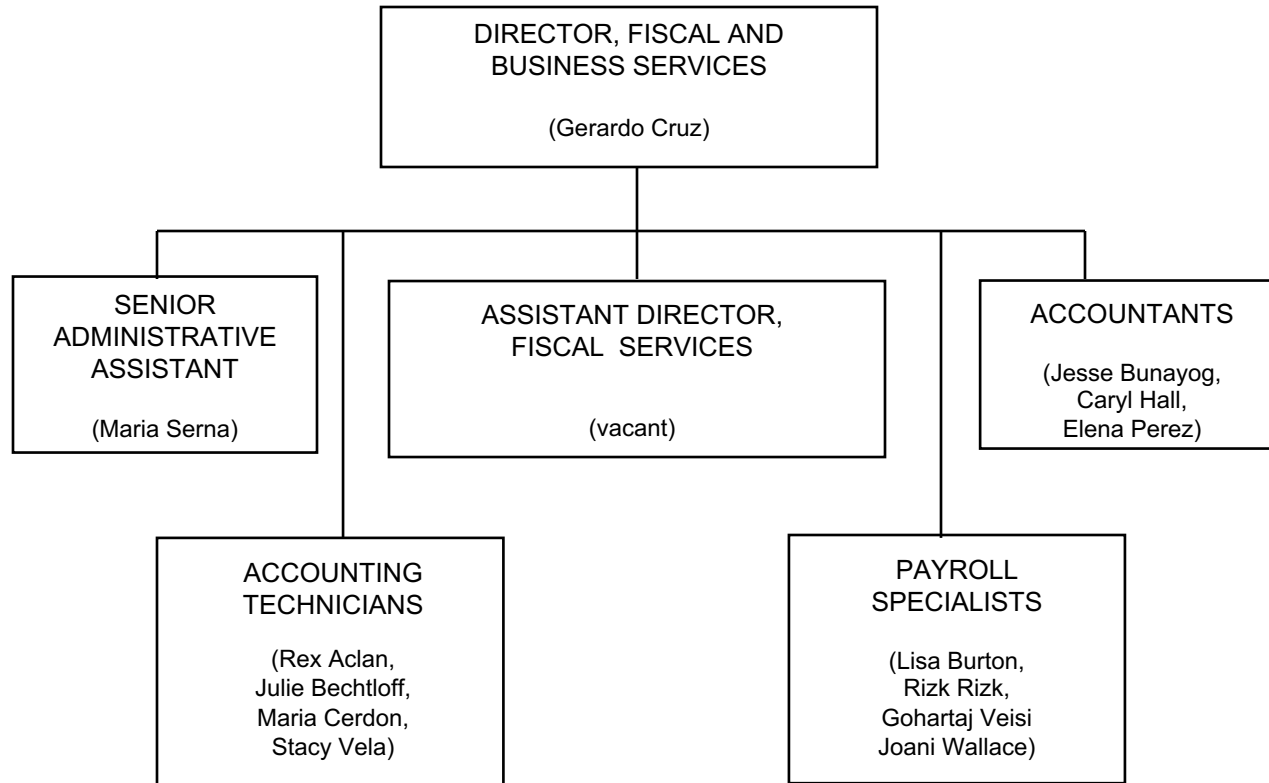 DIRECTOR, FISCAL AND
BUSINESS SERVICES
(Gerardo Cruz)
SENIOR
ADMINISTRATIVE
ASSISTANT
(Maria Serna)
ASSISTANT DIRECTOR,
FISCAL SERVICES
(vacant)
ACCOUNTANTS
(Jesse Bunayog,
Caryl Hall,
Elena Perez)
ACCOUNTING
TECHNICIANS
(Rex Aclan,
Julie Bechtloff,
Maria Cerdon,
Stacy Vela)
PAYROLL
SPECIALISTS
(Lisa Burton,
Rizk Rizk,
Gohartaj Veisi
Joani Wallace)